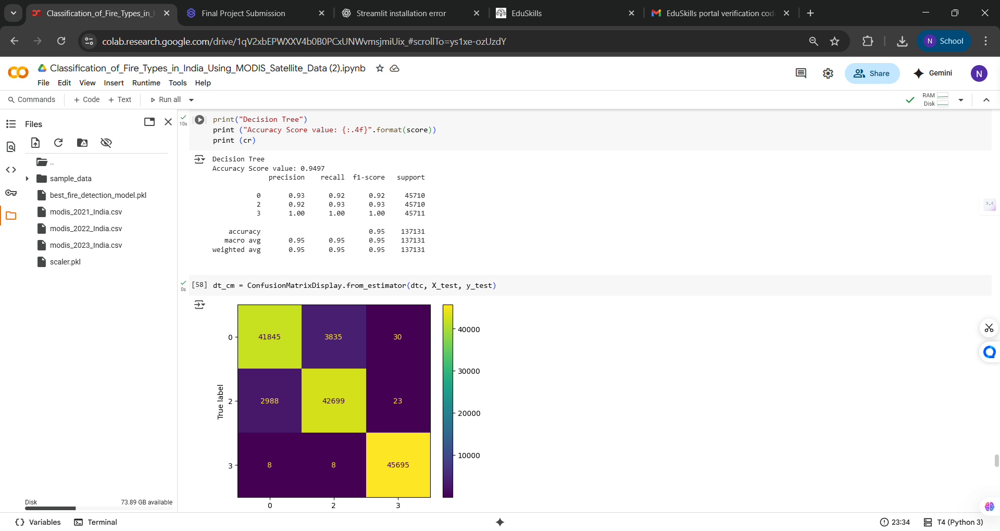 Classification_of_Fire_Types_in_I
Final Project Submission
Streamlit installation error
EduSkills
EduSkills portal verification cod
colab.research.google.com/drive/1qV2xbEPWXXV4b0B0PCxUNWvmsjmiUix_#scrollTo=ys1xe-ozUzdY
N School
Classification_of_Fire_Types_in_India_Using_MODIS_Satellite_Data (2).ipynb
Share
Gemini
N
File Edit View Insert Runtime Tools Help
Commands + Code + Text Run all
RAM
Disk
Files
..
sample_data
best_fire_detection_model.pkl
modis_2021_India.csv
modis_2022_India.csv
modis_2023_India.csv
scaler.pkl
Disk 73.89 GB available
10s
print("Decision Tree")
print ("Accuracy Score value: {:.4f}".format(score))
print (cr)
Decision Tree
Accuracy Score value: 0.9497
precision recall f1-score support
0 0.93 0.92 0.92 45710
2 0.92 0.93 0.93 45710
3 1.00 1.00 1.00 45711
accuracy 0.95 137131
macro avg 0.95 0.95 0.95 137131
weighted avg 0.95 0.95 0.95 137131
0s
[58] dt_cm = ConfusionMatrixDisplay.from_estimator(dtc, X_test, y_test)
True label
0 41845 3835 30
2 2988 42699 23
3 8 8 45695
0 2 3
40000
30000
20000
10000
Variables Terminal
23:34 T4 (Python 3)